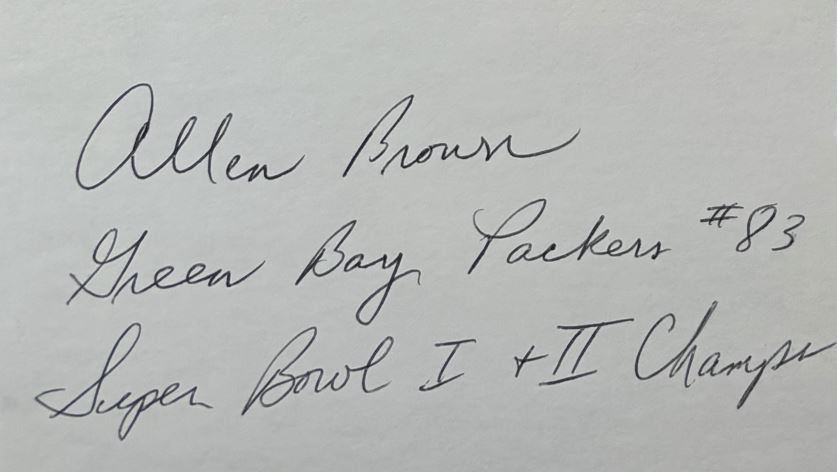 Allen Brown
Green Bay Packers #83
Super Bowl I + II Champs